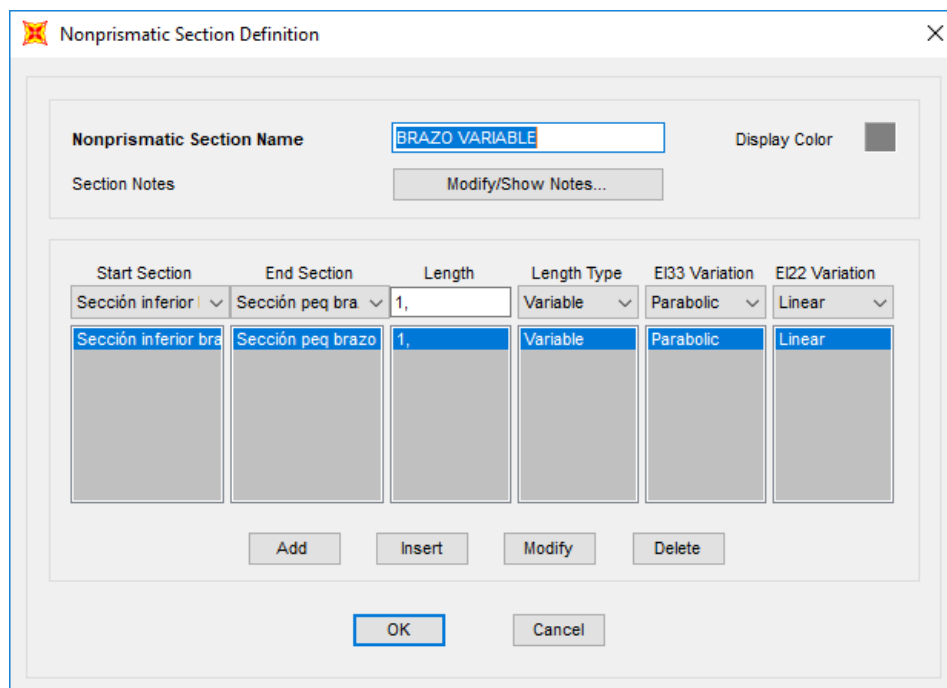 Nonprismatic Section Definition
Nonprismatic Section Name BRAZO VARIABLE Display Color
Section Notes Modify/Show Notes...
Start Section End Section Length Length Type EI33 Variation EI22 Variation
Sección inferior Sección peq bra 1, Variable Parabolic Linear
Sección inferior bra Sección peq brazo 1, Variable Parabolic Linear
Add Insert Modify Delete
OK Cancel